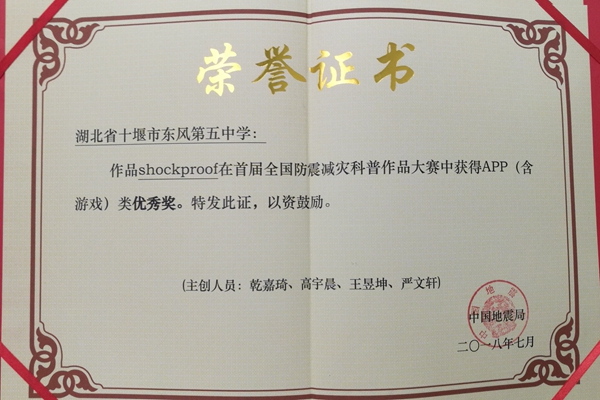 荣誉证书
湖北省十堰市东风第五中学：
作品shockproof在首届全国防震减灾科普作品大赛中获得APP（含
游戏）类优秀奖。特发此证，以资鼓励。
（主创人员：乾嘉琦、高宇晨、王昱坤、严文轩）
中国地震局
二〇一八年七月